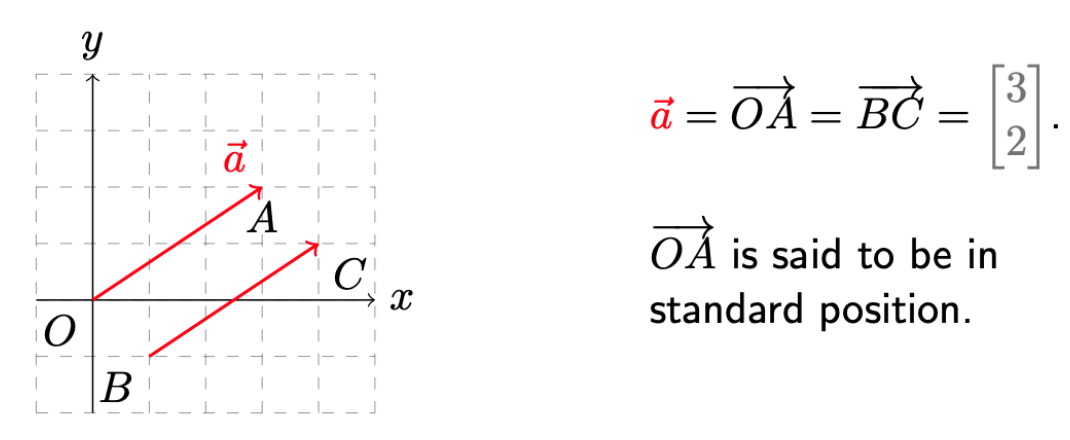 y
$\vec{a}$
A
C
x
O
B
$\vec{a} = \overrightarrow{OA} = \overrightarrow{BC} = \begin{bmatrix} 3 \\ 2 \end{bmatrix}.$
$\overrightarrow{OA}$ is said to be in
standard position.